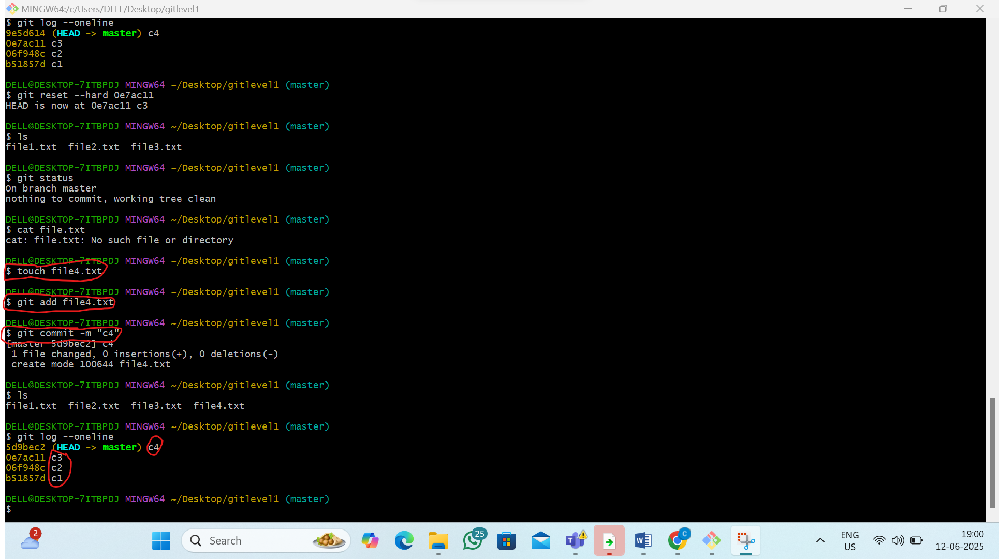 MINGW64:/c/Users/DELL/Desktop/gitlevel1
$ git log --oneline
9e5d614 (HEAD -> master) c4
0e7ac11 c3
06f948c c2
b51857d c1
DELL@DESKTOP-7ITBPDJ MINGW64 ~/Desktop/gitlevel1 (master)
$ git reset --hard 0e7ac11
HEAD is now at 0e7ac11 c3
DELL@DESKTOP-7ITBPDJ MINGW64 ~/Desktop/gitlevel1 (master)
$ ls
file1.txt  file2.txt  file3.txt
DELL@DESKTOP-7ITBPDJ MINGW64 ~/Desktop/gitlevel1 (master)
$ git status
On branch master
nothing to commit, working tree clean
DELL@DESKTOP-7ITBPDJ MINGW64 ~/Desktop/gitlevel1 (master)
$ cat file.txt
cat: file.txt: No such file or directory
DELL@DESKTOP-7ITBPDJ MINGW64 ~/Desktop/gitlevel1 (master)
$ touch file4.txt
DELL@DESKTOP-7ITBPDJ MINGW64 ~/Desktop/gitlevel1 (master)
$ git add file4.txt
DELL@DESKTOP-7ITBPDJ MINGW64 ~/Desktop/gitlevel1 (master)
$ git commit -m "c4"
[master 5d9bec2] c4
 1 file changed, 0 insertions(+), 0 deletions(-)
 create mode 100644 file4.txt
DELL@DESKTOP-7ITBPDJ MINGW64 ~/Desktop/gitlevel1 (master)
$ ls
file1.txt  file2.txt  file3.txt  file4.txt
DELL@DESKTOP-7ITBPDJ MINGW64 ~/Desktop/gitlevel1 (master)
$ git log --oneline
5d9bec2 (HEAD -> master) c4
0e7ac11 c3
06f948c c2
b51857d c1
DELL@DESKTOP-7ITBPDJ MINGW64 ~/Desktop/gitlevel1 (master)
$
2
Search
25
T
W
C
ENG
US
19:00
12-06-2025